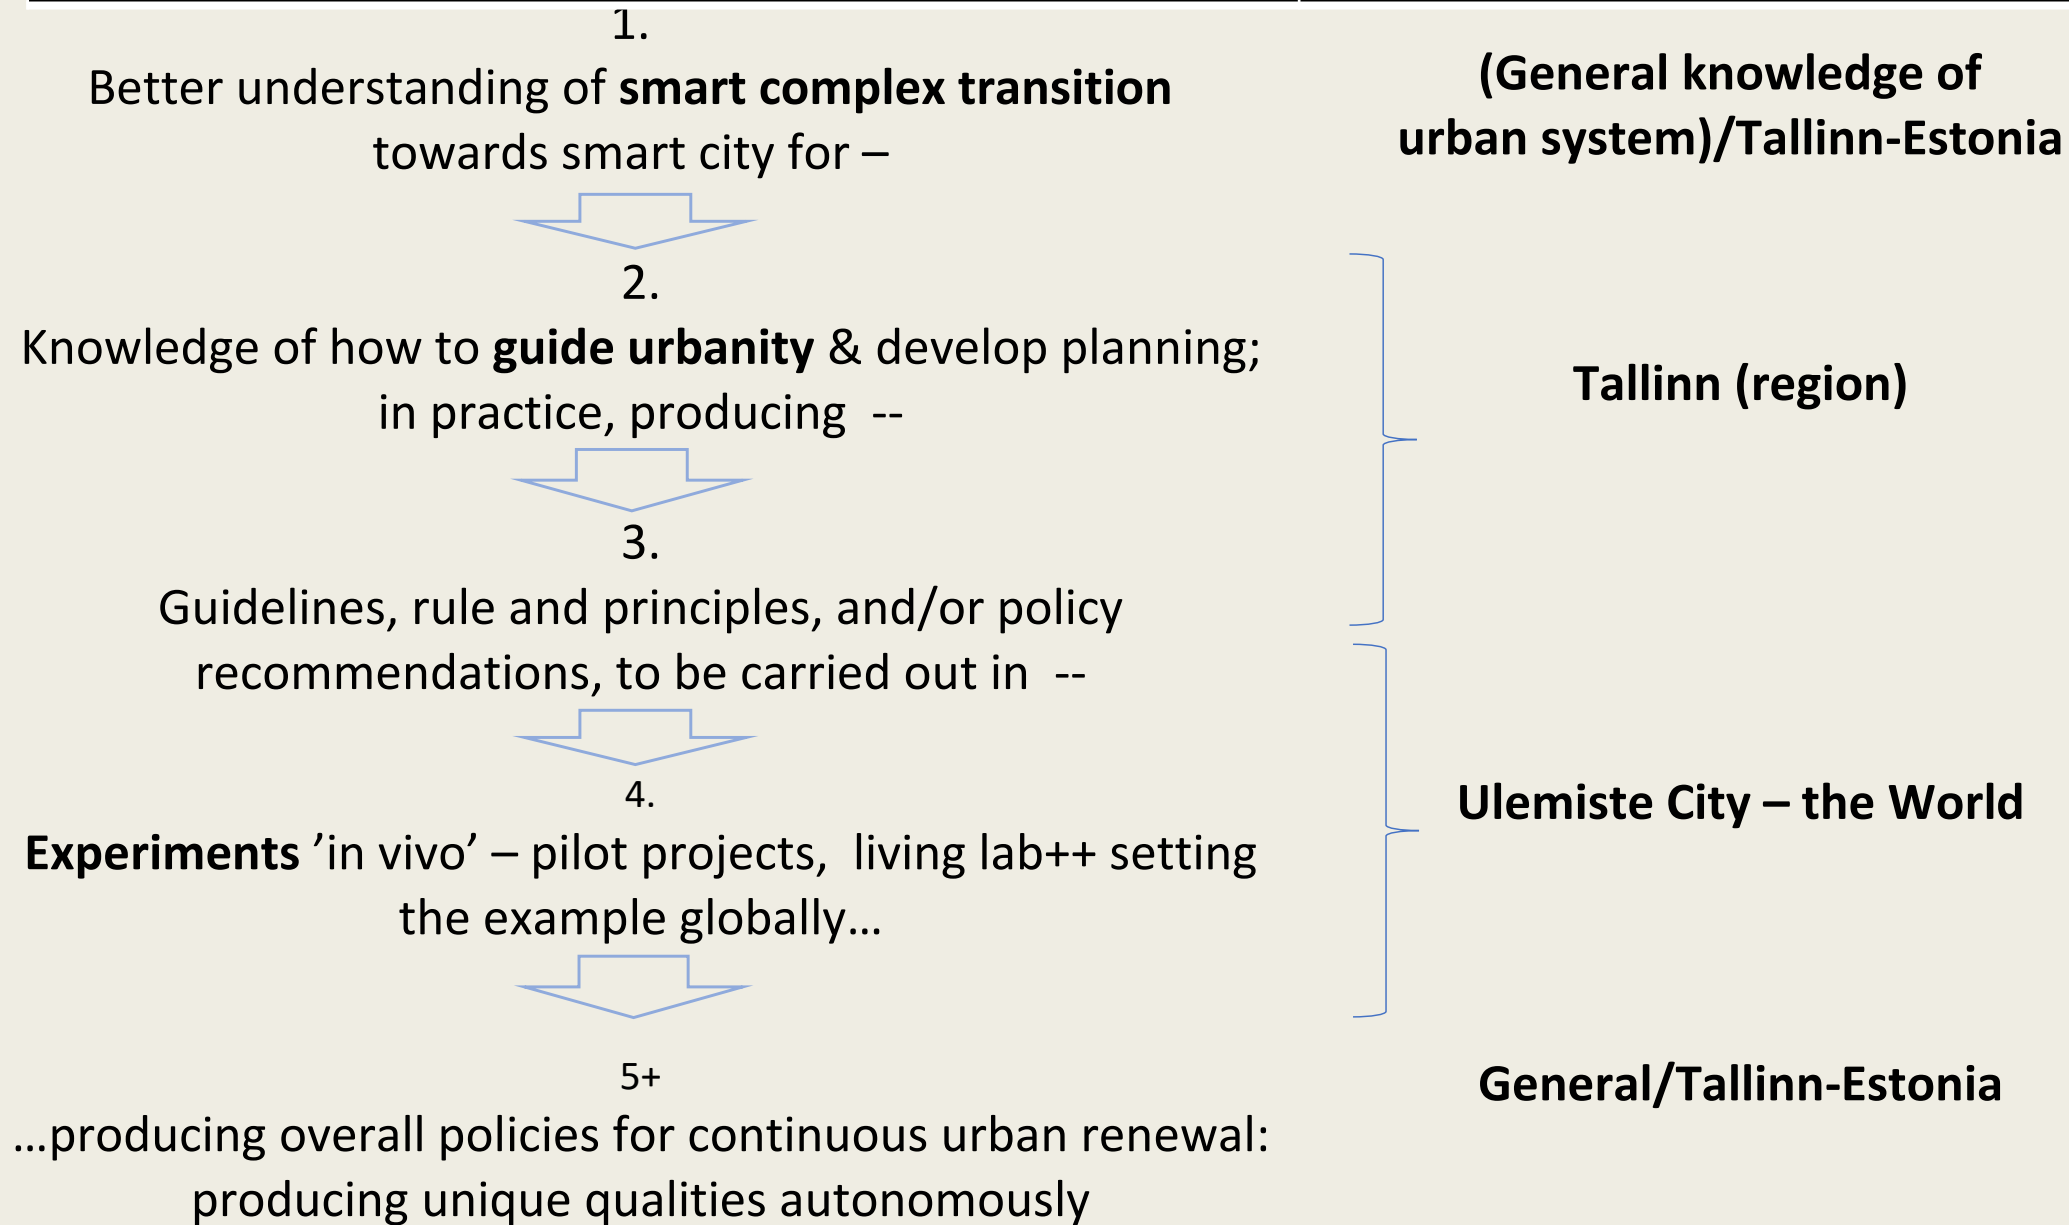 1.
Better understanding of smart complex transition
towards smart city for –
(General knowledge of
urban system)/Tallinn-Estonia
2.
Knowledge of how to guide urbanity & develop planning;
in practice, producing --
Tallinn (region)
3.
Guidelines, rule and principles, and/or policy
recommendations, to be carried out in --
4.
Experiments ’in vivo’ – pilot projects, living lab++ setting
the example globally…
Ulemiste City – the World
5+
…producing overall policies for continuous urban renewal:
producing unique qualities autonomously
General/Tallinn-Estonia